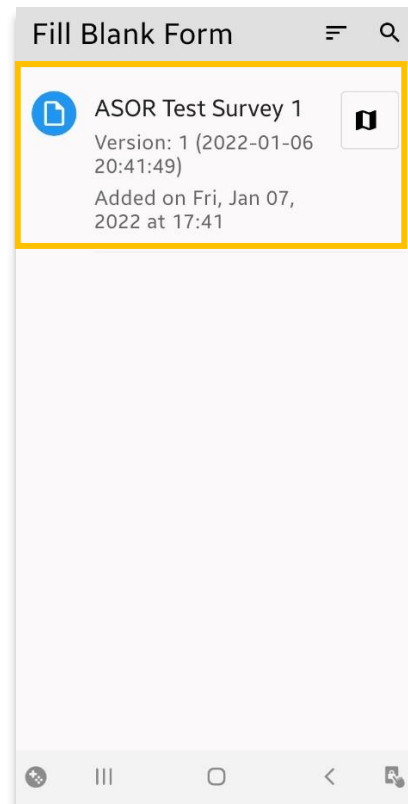 Fill Blank Form
ASOR Test Survey 1
Version: 1 (2022-01-06
20:41:49)
Added on Fri, Jan 07,
2022 at 17:41